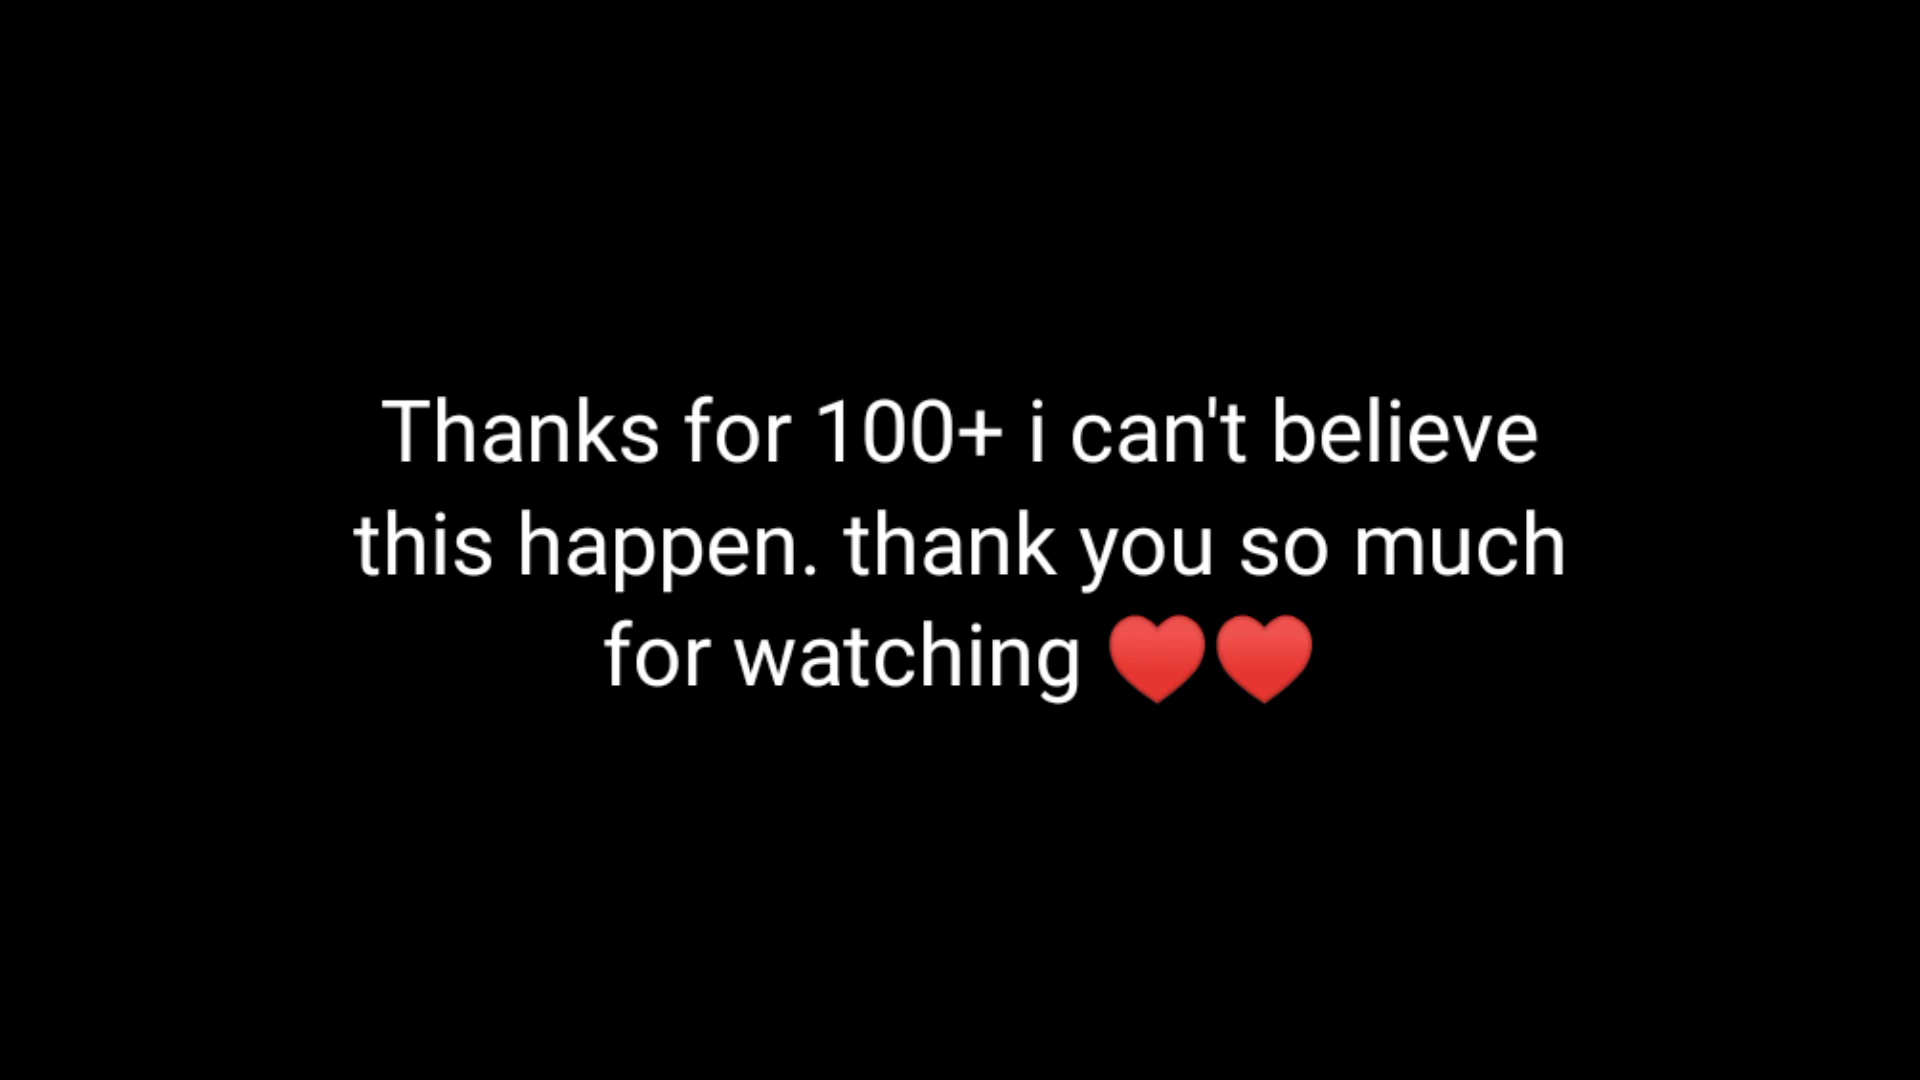 Thanks for 100+ i can't believe
this happen. thank you so much
for watching ♥️♥️